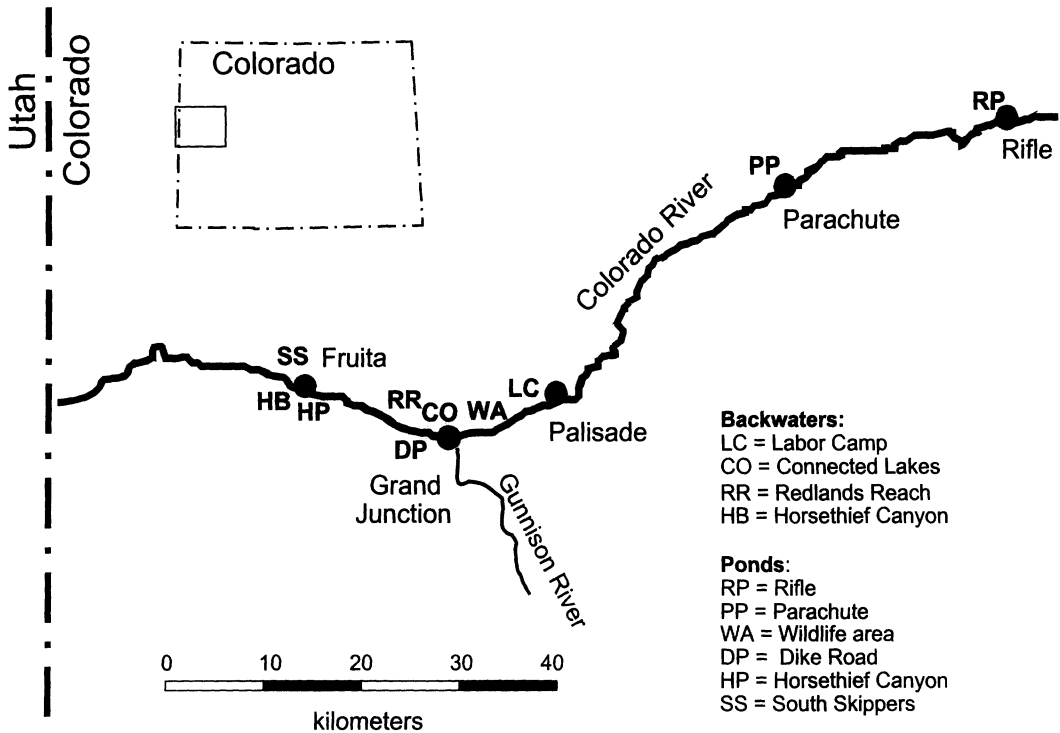 Utah
Colorado
Colorado
RP
Rifle
PP
Parachute
Colorado River
SS Fruita
HB HP
RR CO WA
DP
LC
Palisade
Grand
Junction
Gunnison River
Backwaters:
LC = Labor Camp
CO = Connected Lakes
RR = Redlands Reach
HB = Horsethief Canyon
Ponds:
RP = Rifle
PP = Parachute
WA = Wildlife area
DP = Dike Road
HP = Horsethief Canyon
SS = South Skippers
0 10 20 30 40
kilometers